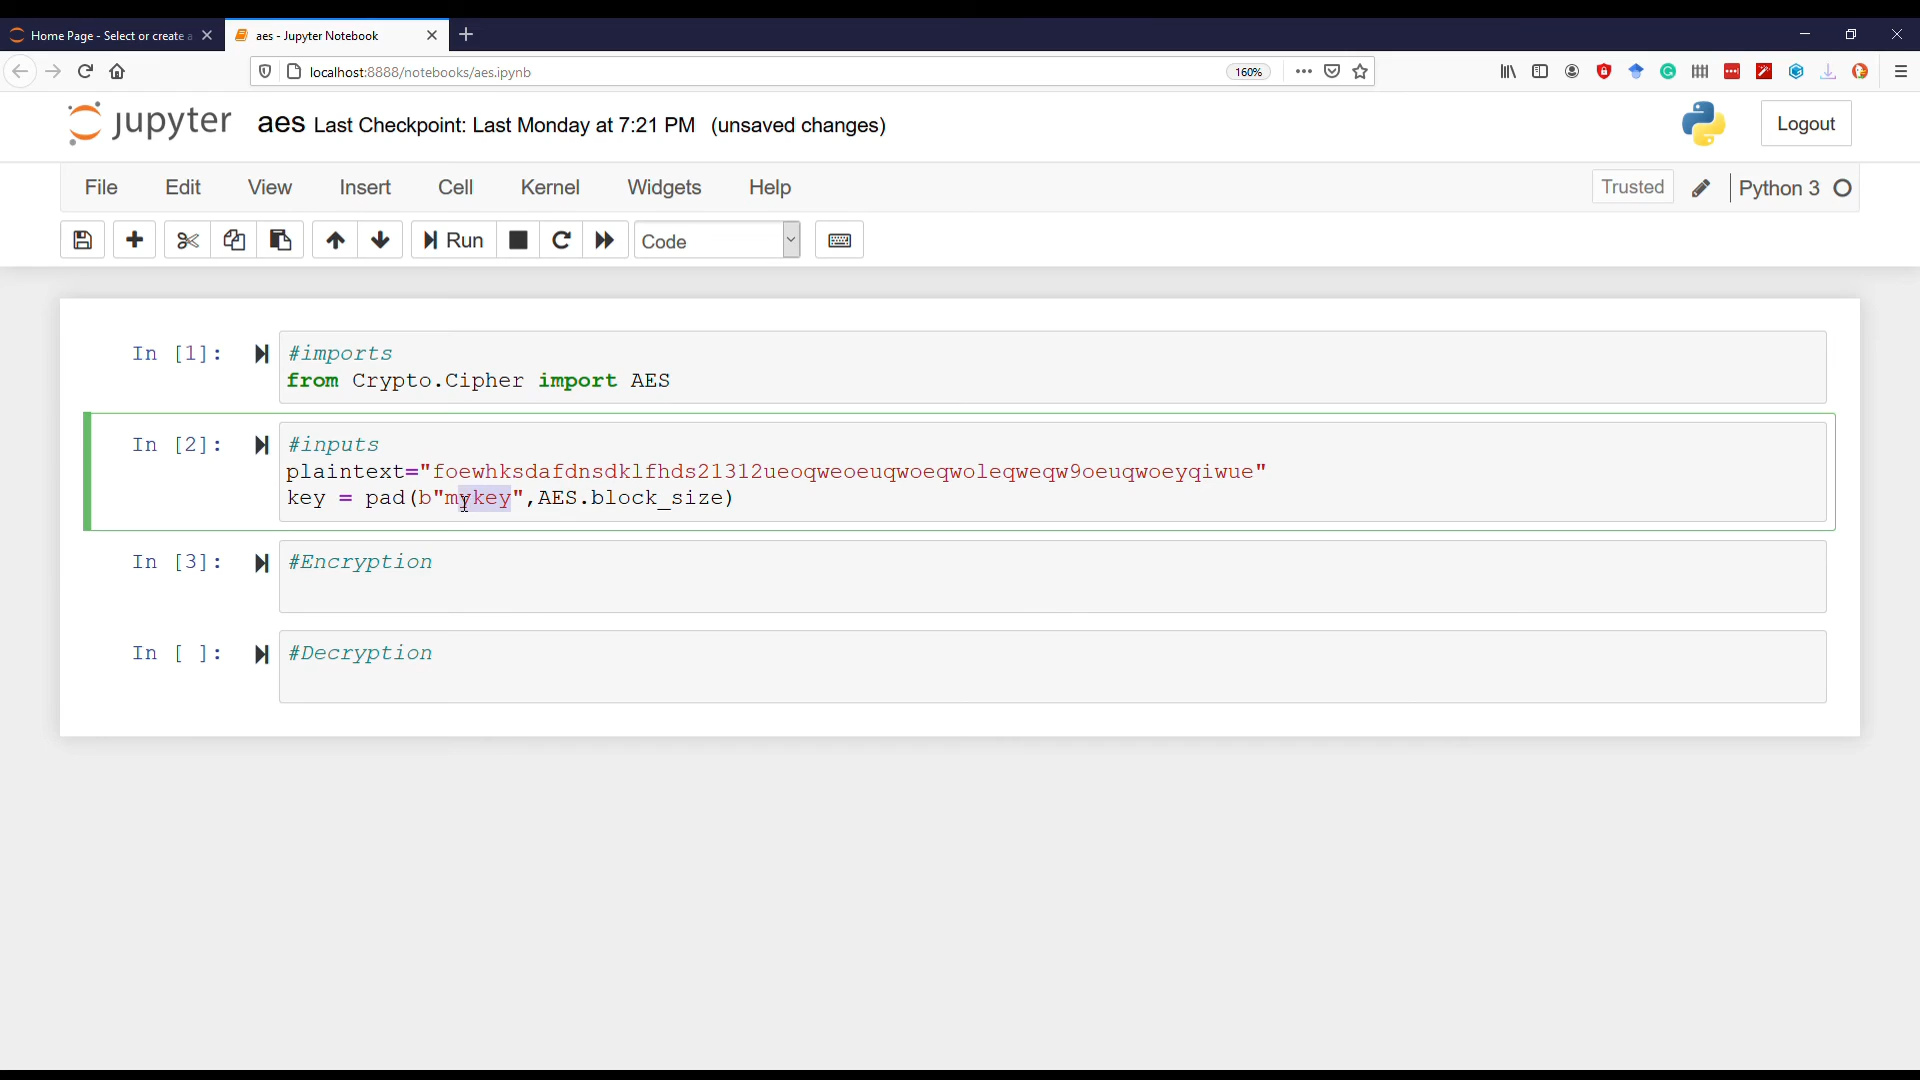 Home Page - Select or create a
aes - Jupyter Notebook
localhost:8888/notebooks/aes.ipynb
160%
jupyter aes Last Checkpoint: Last Monday at 7:21 PM (unsaved changes)
Logout
File Edit View Insert Cell Kernel Widgets Help
Trusted Python 3
Run Code
In [1]: #imports
from Crypto.Cipher import AES
In [2]: #inputs
plaintext="foewhksdafdnsdklfhds21312ueoqweoeuqwoeqwoleqweqw9oeuqwoeyqiwue"
key = pad(b"mykey",AES.block_size)
In [3]: #Encryption
In [ ]: #Decryption